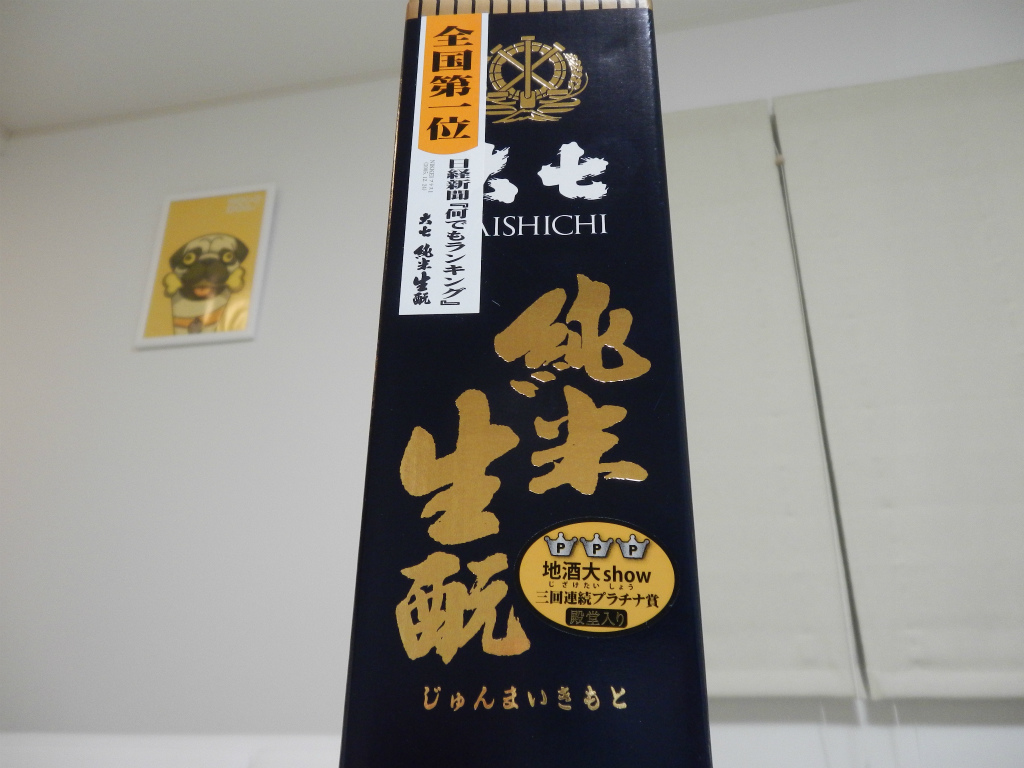 全国第一位
日経新聞『何でもランキング』
大七 純米生酛
大七
AISHICHI
純米
生酛
P P P
地酒大show
じざけたいしょう
三回連続プラチナ賞
殿堂入り
じゅんまいきもと